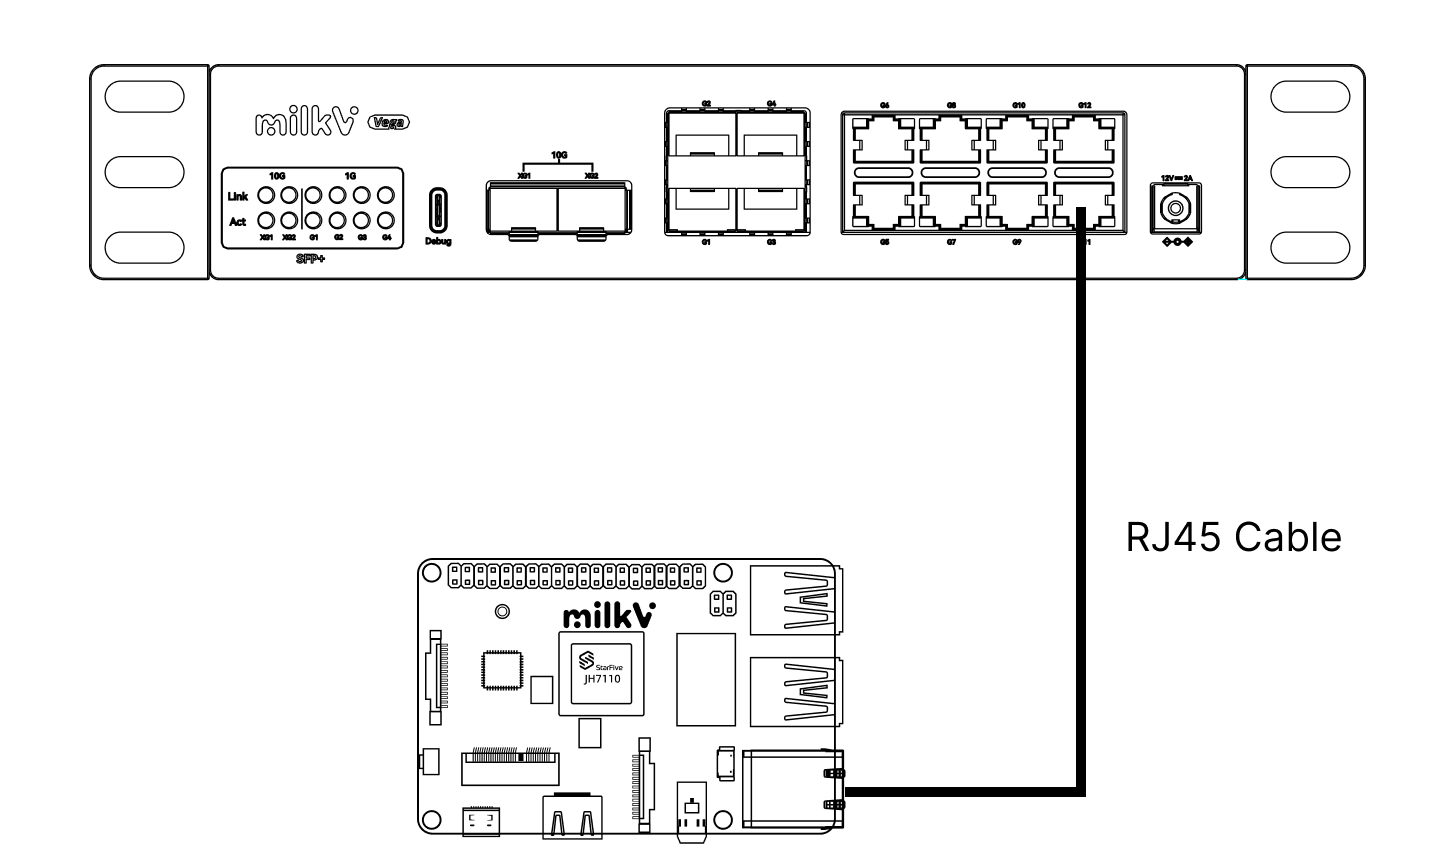 milkV Vega
G2 G4
G6 G8 G10 G12
10G
XG1 XG2
10G 1G
Link
Act
XG1 XG2 G1 G2 G3 G4
SFP+
Debug
G1 G3
G5 G7 G9
12V⎓2A
RJ45 Cable
milkV
StarFive
JH7110